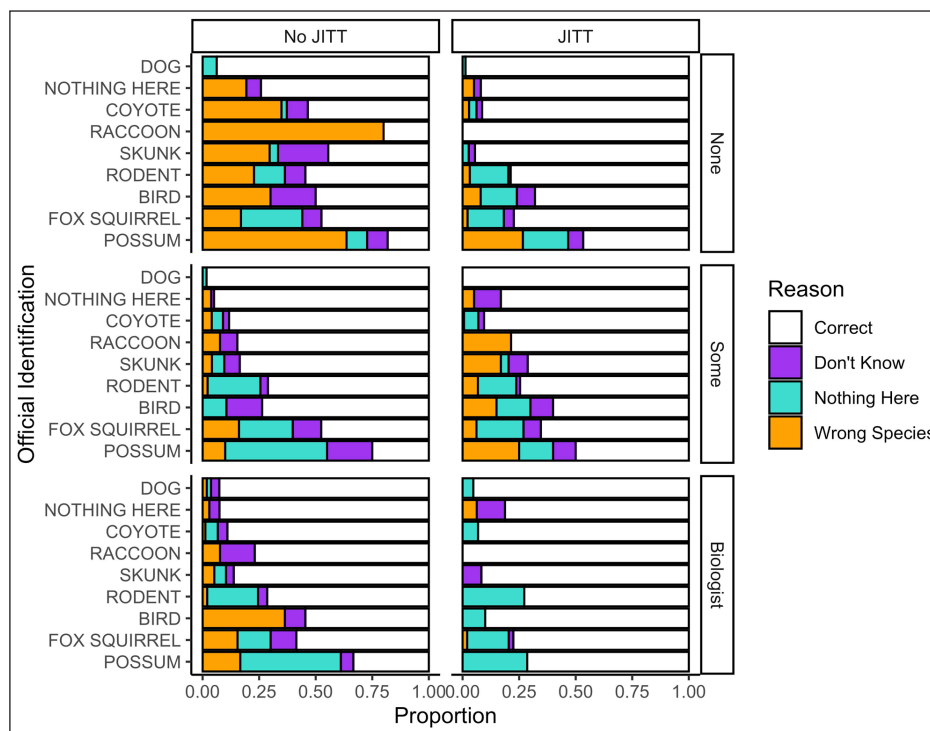 No JITT
JITT
DOG
NOTHING HERE
COYOTE
RACCOON
SKUNK
RODENT
BIRD
FOX SQUIRREL
POSSUM
None
DOG
NOTHING HERE
COYOTE
RACCOON
SKUNK
RODENT
BIRD
FOX SQUIRREL
POSSUM
Some
DOG
NOTHING HERE
COYOTE
RACCOON
SKUNK
RODENT
BIRD
FOX SQUIRREL
POSSUM
Biologist
Official Identification
0.00 0.25 0.50 0.75 1.00
0.00 0.25 0.50 0.75 1.00
Proportion
Reason
Correct
Don't Know
Nothing Here
Wrong Species